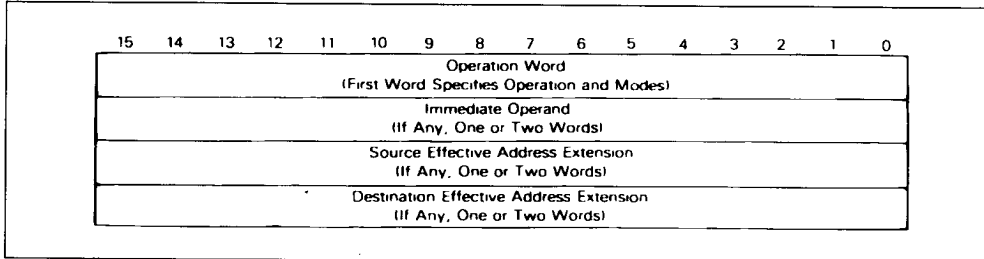 15 14 13 12 11 10 9 8 7 6 5 4 3 2 1 0
Operation Word
(First Word Specifies Operation and Modes)
Immediate Operand
(If Any, One or Two Words)
Source Effective Address Extension
(If Any, One or Two Words)
Destination Effective Address Extension
(If Any, One or Two Words)